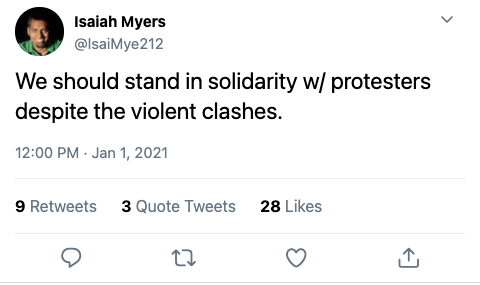 Isaiah Myers
@IsaiMye212
We should stand in solidarity w/ protesters
despite the violent clashes.
12:00 PM · Jan 1, 2021
9 Retweets 3 Quote Tweets 28 Likes